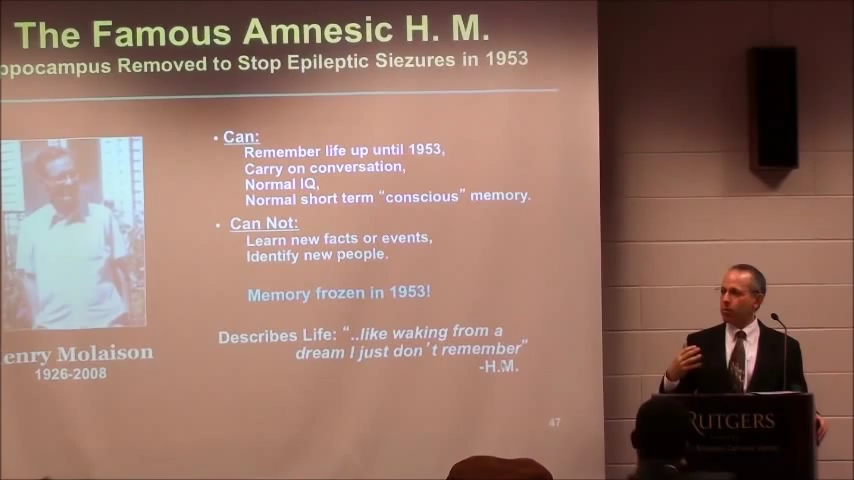 The Famous Amnesic H. M.
ppocampus Removed to Stop Epileptic Siezures in 1953
• Can:
Remember life up until 1953,
Carry on conversation,
Normal IQ,
Normal short term “conscious” memory.
• Can Not:
Learn new facts or events,
Identify new people.
Memory frozen in 1953!
Describes Life: “..like waking from a
dream I just don’t remember”
-H.M.
enry Molaison
1926-2008
47
RUTGERS